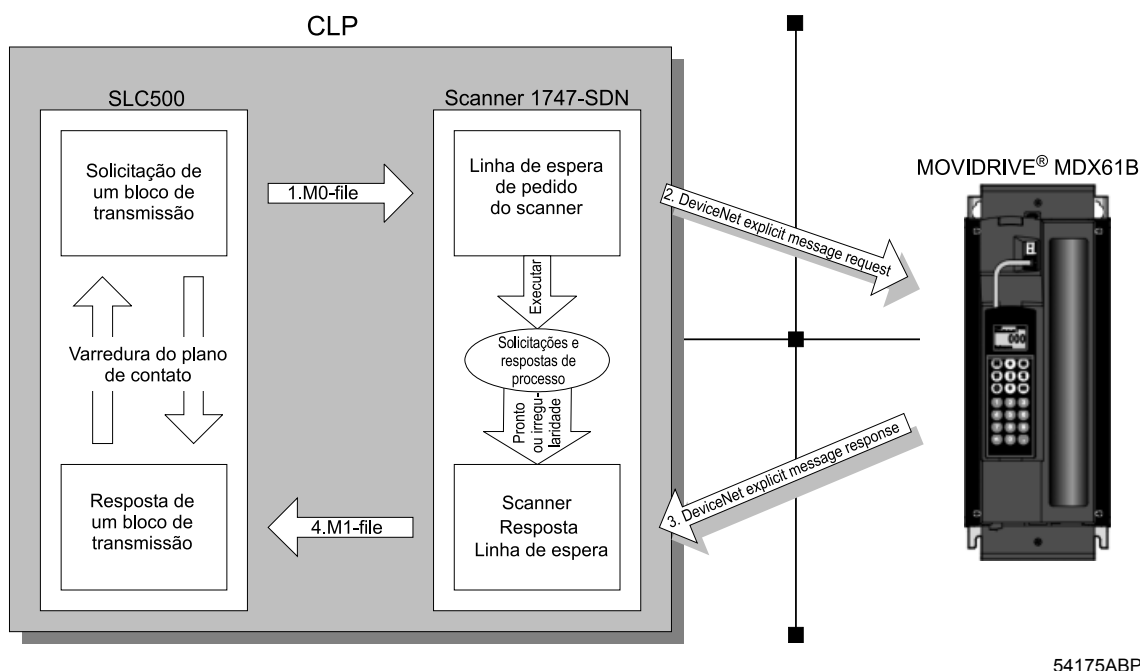 CLP
SLC500
Scanner 1747-SDN
Solicitação de
um bloco de
transmissão
1.M0-file
Linha de espera
de pedido
do scanner
2. DeviceNet explicit message request
MOVIDRIVE® MDX61B
Executar
Varredura do plano
de contato
Solicitações e
respostas de
processo
Pronto
ou irregu-
laridade
Resposta de
um bloco de
transmissão
4.M1-file
Scanner
Resposta
Linha de espera
3. DeviceNet explicit message response
54175ABP